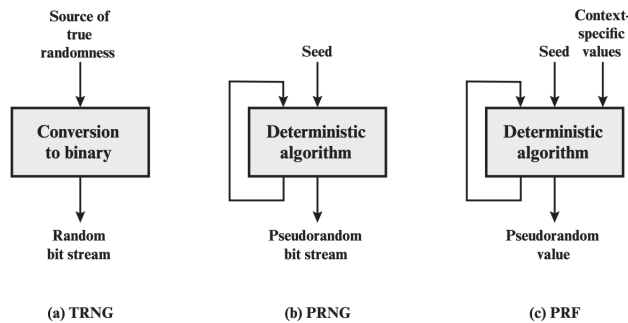 Source of
true
randomness
Conversion
to binary
Random
bit stream
(a) TRNG
Seed
Deterministic
algorithm
Pseudorandom
bit stream
(b) PRNG
Context-
specific
values
Seed
Deterministic
algorithm
Pseudorandom
value
(c) PRF